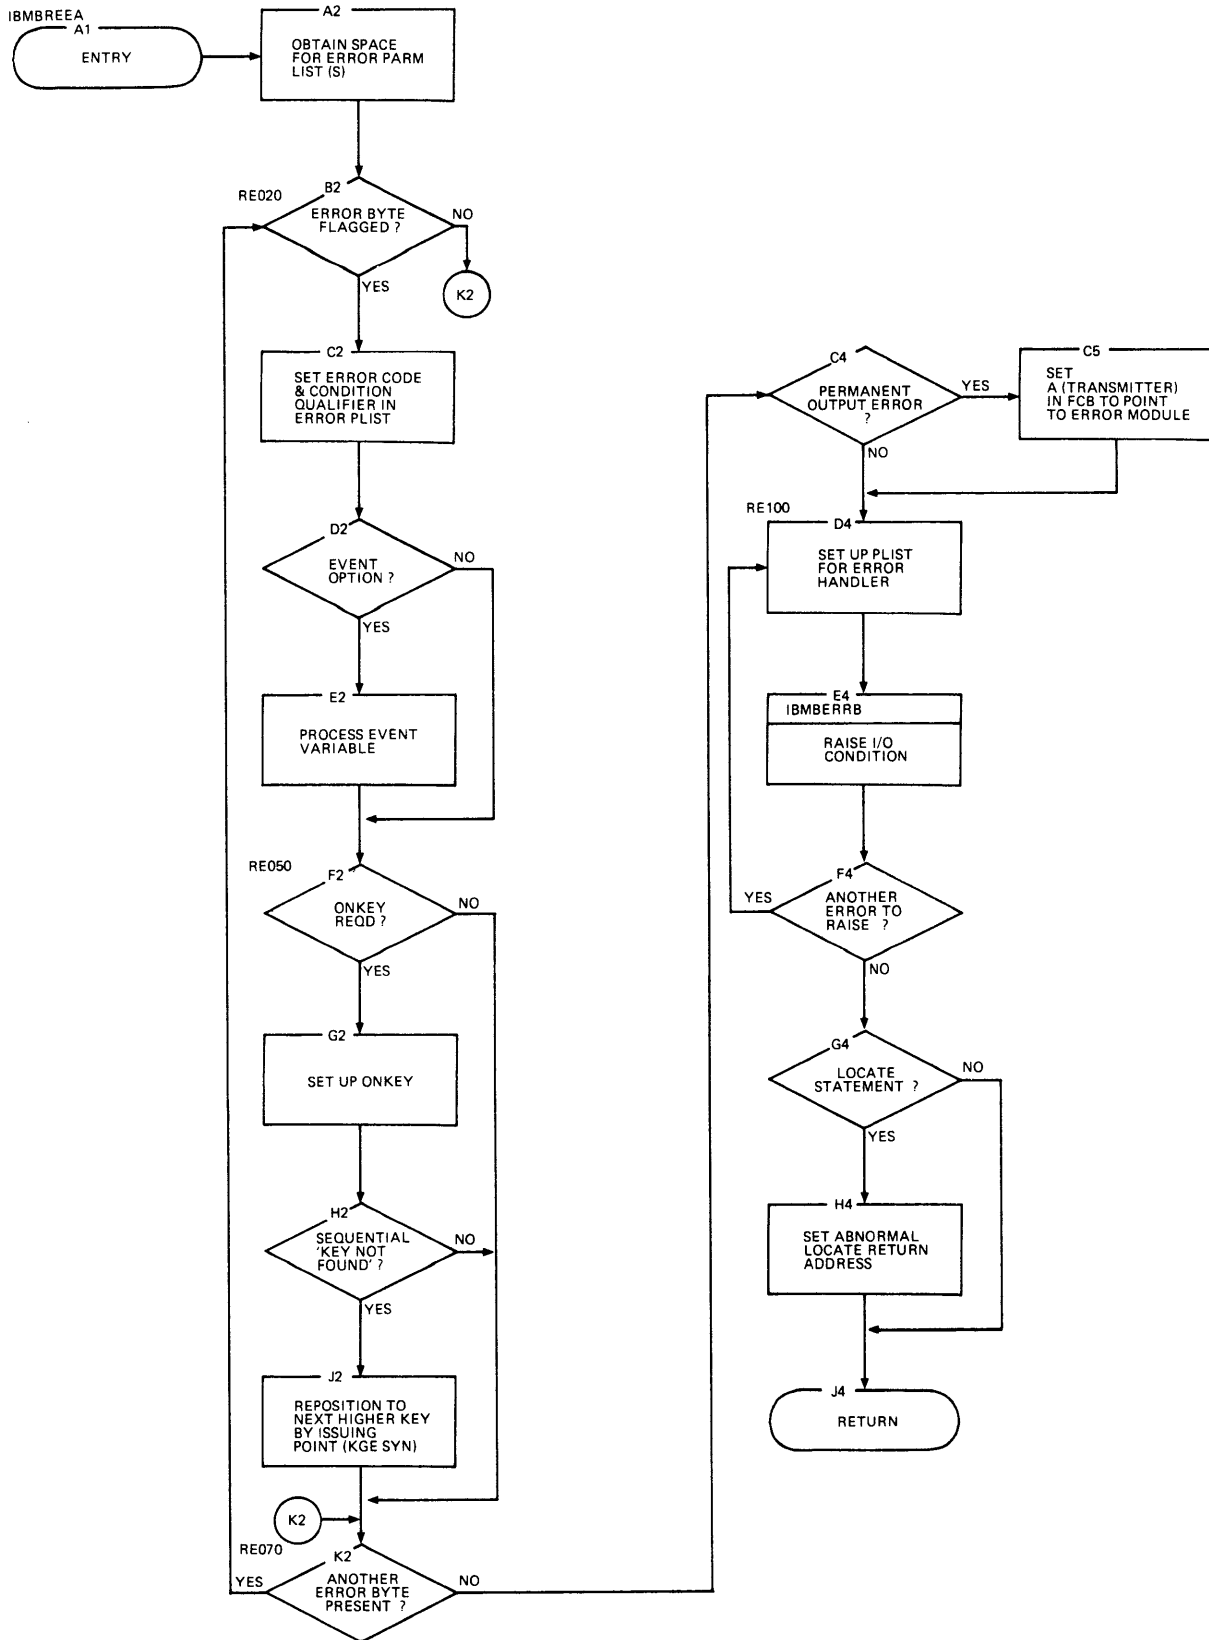 IBMBREEA
A1
ENTRY
A2
OBTAIN SPACE
FOR ERROR PARM
LIST (S)
RE020
B2
ERROR BYTE
FLAGGED ?
NO
K2
YES
C2
SET ERROR CODE
& CONDITION
QUALIFIER IN
ERROR PLIST
D2
EVENT
OPTION ?
NO
YES
E2
PROCESS EVENT
VARIABLE
RE050
F2
ONKEY
REQD ?
NO
YES
G2
SET UP ONKEY
H2
SEQUENTIAL
'KEY NOT
FOUND' ?
NO
YES
J2
REPOSITION TO
NEXT HIGHER KEY
BY ISSUING
POINT (KGE SYN)
K2
RE070
K2
YES
ANOTHER
ERROR BYTE
PRESENT ?
NO
C4
PERMANENT
OUTPUT ERROR
?
YES
NO
C5
SET
A (TRANSMITTER)
IN FCB TO POINT
TO ERROR MODULE
RE100
D4
SET UP PLIST
FOR ERROR
HANDLER
E4
IBMBERRB
RAISE I/O
CONDITION
F4
YES
ANOTHER
ERROR TO
RAISE ?
NO
G4
LOCATE
STATEMENT ?
NO
YES
H4
SET ABNORMAL
LOCATE RETURN
ADDRESS
J4
RETURN